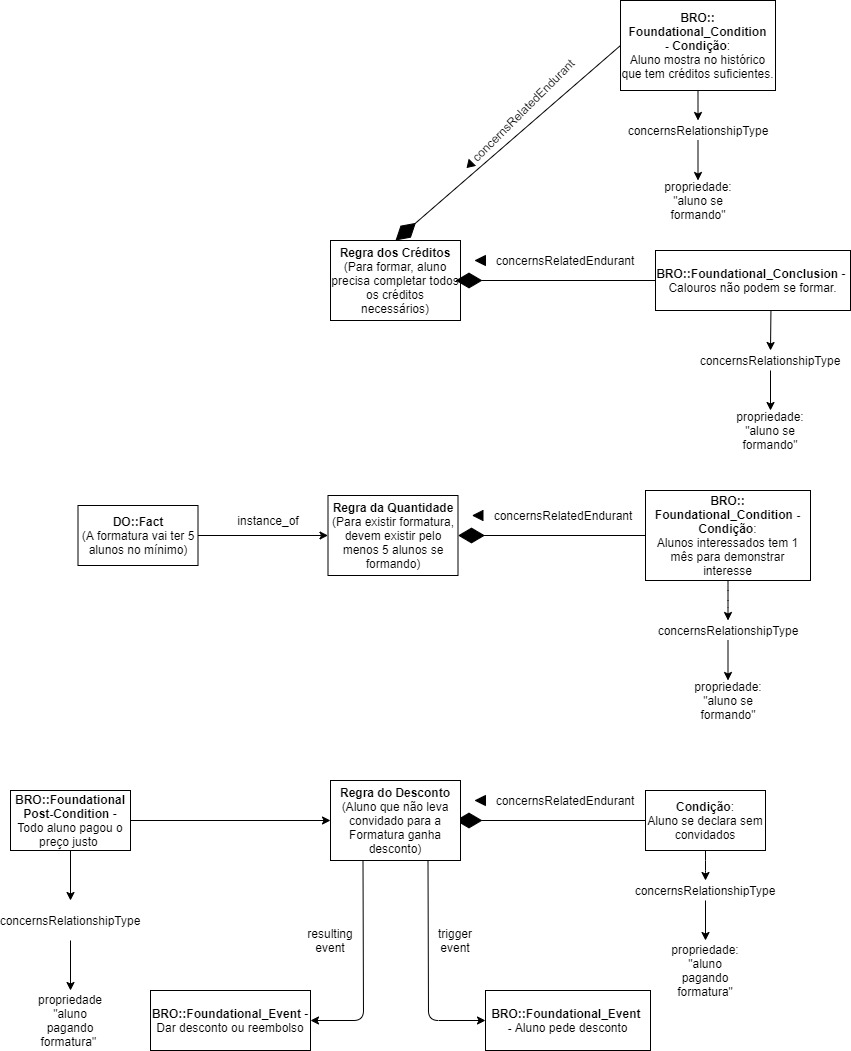 BRO::
Foundational_Condition
- Condição:
Aluno mostra no histórico
que tem créditos suficientes.
concernsRelatedEndurant
concernsRelationshipType
propriedade:
"aluno se
formando"
Regra dos Créditos
(Para formar, aluno
precisa completar todos
os créditos
necessários)
concernsRelatedEndurant
BRO::Foundational_Conclusion -
Calouros não podem se formar.
concernsRelationshipType
propriedade:
"aluno se
formando"
DO::Fact
(A formatura vai ter 5
alunos no mínimo)
instance_of
Regra da Quantidade
(Para existir formatura,
devem existir pelo
menos 5 alunos se
formando)
concernsRelatedEndurant
BRO::
Foundational_Condition -
Condição:
Alunos interessados tem 1
mês para demonstrar
interesse
concernsRelationshipType
propriedade:
"aluno se
formando"
BRO::Foundational
Post-Condition -
Todo aluno pagou o
preço justo
Regra do Desconto
(Aluno que não leva
convidado para a
Formatura ganha
desconto)
concernsRelatedEndurant
Condição:
Aluno se declara sem
convidados
concernsRelationshipType
concernsRelationshipType
resulting
event
trigger
event
propriedade:
"aluno
pagando
formatura"
propriedade
"aluno
pagando
formatura"
BRO::Foundational_Event -
Dar desconto ou reembolso
BRO::Foundational_Event
- Aluno pede desconto